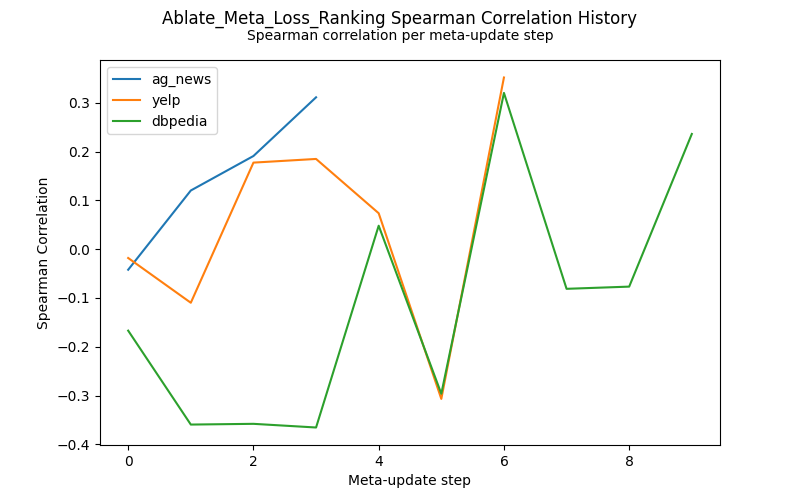 Ablate_Meta_Loss_Ranking Spearman Correlation History
Spearman correlation per meta-update step
ag_news
yelp
dbpedia
Spearman Correlation
0.3
0.2
0.1
0.0
−0.1
−0.2
−0.3
−0.4
0 2 4 6 8
Meta-update step